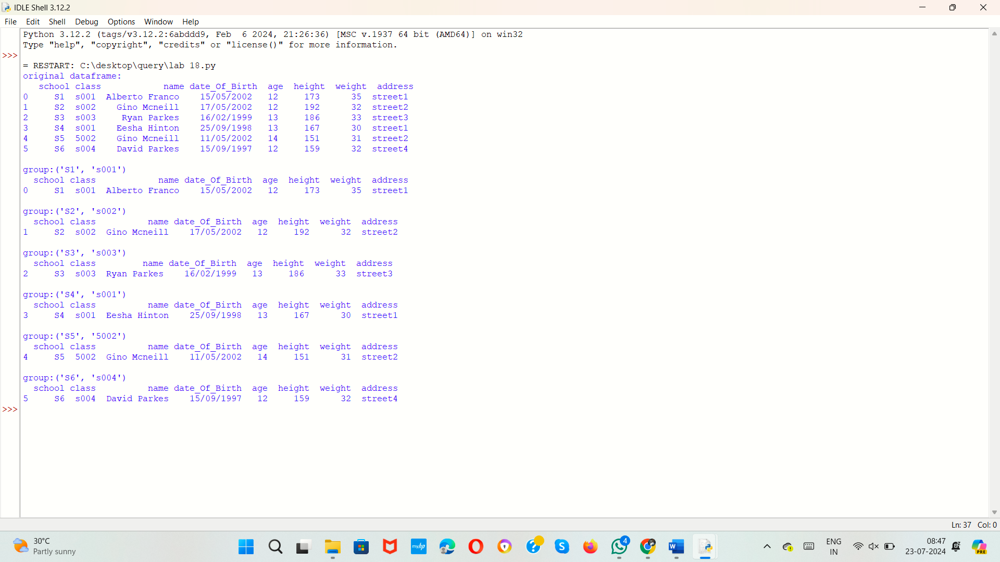 IDLE Shell 3.12.2
File Edit Shell Debug Options Window Help
Python 3.12.2 (tags/v3.12.2:6abddd9, Feb  6 2024, 21:26:36) [MSC v.1937 64 bit (AMD64)] on win32
Type "help", "copyright", "credits" or "license()" for more information.
>>>
= RESTART: C:\desktop\query\lab 18.py
original dataframe:
   school class            name date_Of_Birth  age  height  weight  address
0     S1  s001  Alberto Franco    15/05/2002   12     173      35  street1
1     S2  s002    Gino Mcneill    17/05/2002   12     192      32  street2
2     S3  s003     Ryan Parkes    16/02/1999   13     186      33  street3
3     S4  s001    Eesha Hinton    25/09/1998   13     167      30  street1
4     S5  5002    Gino Mcneill    11/05/2002   14     151      31  street2
5     S6  s004    David Parkes    15/09/1997   12     159      32  street4
group:('S1', 's001')
  school class            name date_Of_Birth  age  height  weight  address
0     S1  s001  Alberto Franco    15/05/2002   12     173      35  street1
group:('S2', 's002')
  school class          name date_Of_Birth  age  height  weight  address
1     S2  s002  Gino Mcneill    17/05/2002   12     192      32  street2
group:('S3', 's003')
  school class         name date_Of_Birth  age  height  weight  address
2     S3  s003  Ryan Parkes    16/02/1999   13     186      33  street3
group:('S4', 's001')
  school class          name date_Of_Birth  age  height  weight  address
3     S4  s001  Eesha Hinton    25/09/1998   13     167      30  street1
group:('S5', '5002')
  school class          name date_Of_Birth  age  height  weight  address
4     S5  5002  Gino Mcneill    11/05/2002   14     151      31  street2
group:('S6', 's004')
  school class          name date_Of_Birth  age  height  weight  address
5     S6  s004  David Parkes    15/09/1997   12     159      32  street4
>>>
Ln: 37 Col: 0
30°C
Partly sunny
myhp
S
4
W
ENG
IN
08:47
23-07-2024
PRE